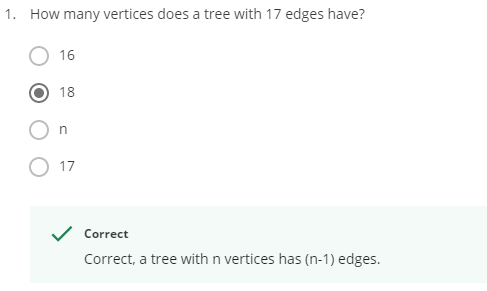 1. How many vertices does a tree with 17 edges have?
16
18
n
17
Correct
Correct, a tree with n vertices has (n-1) edges.